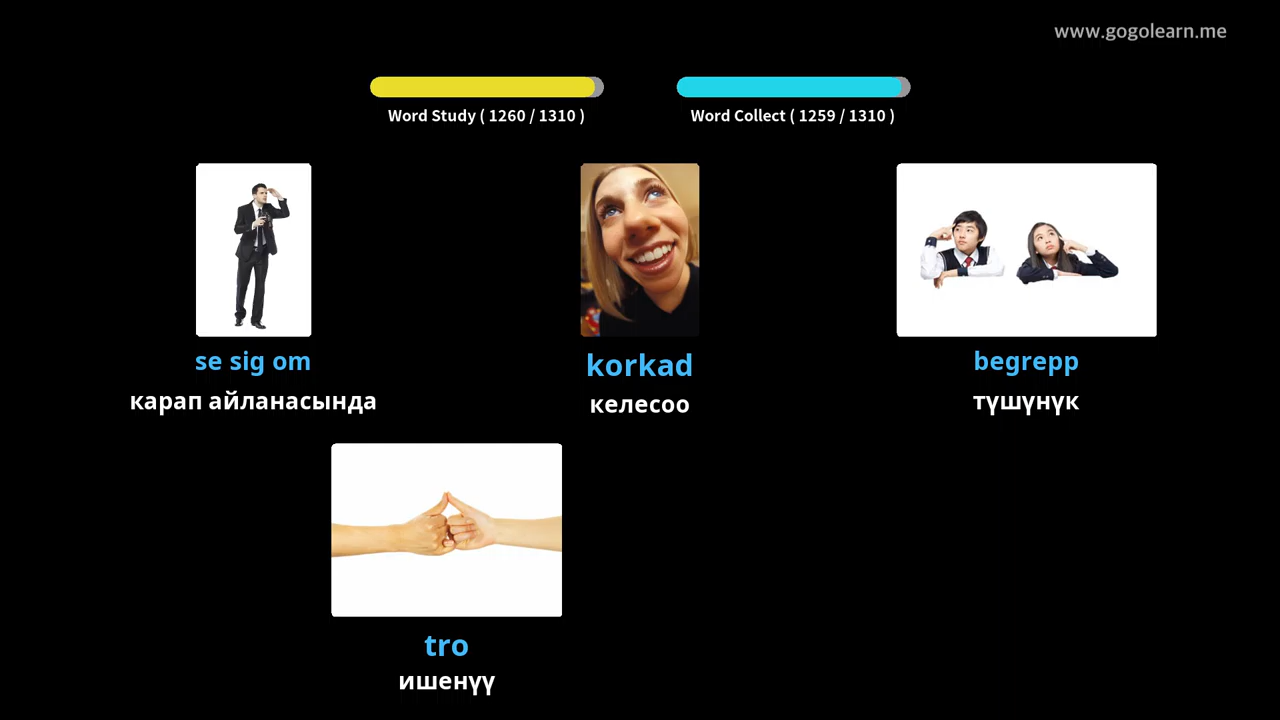 www.gogolearn.me
Word Study ( 1260 / 1310 )
Word Collect ( 1259 / 1310 )
se sig om
карап айланасында
korkad
келесоо
begrepp
түшүнүк
tro
ишенүү